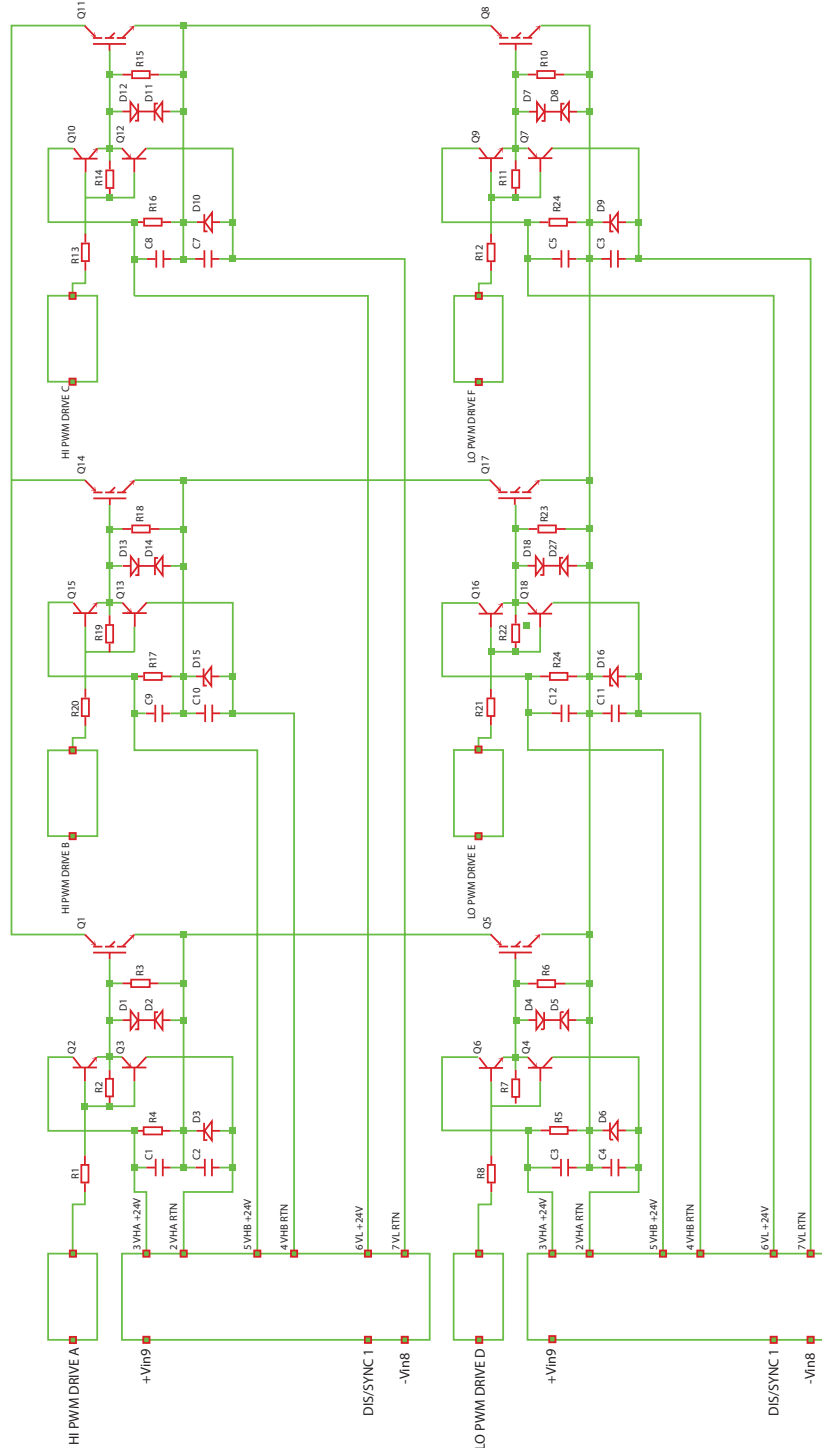 Q11
Q8
R15
R10
D12
D11
D7
D8
Q10
Q12
Q9
Q7
R14
R11
R16
D10
R24
D9
C8
C7
C5
C3
R13
R12
HI PWM DRIVE C
LO PWM DRIVE F
Q14
Q17
R18
R23
D13
D14
D18
D27
Q15
Q13
Q16
Q18
R19
R22
R17
D15
R24
D16
C9
C10
C12
C11
R20
R21
HI PWM DRIVE B
LO PWM DRIVE E
Q1
Q5
R3
R6
D1
D2
D4
D5
Q2
Q3
Q6
Q4
R2
R7
R4
D3
R5
D6
C1
C2
C3
C4
R1
R8
3 VHA +24V
2 VHA RTN
5 VHB +24V
4 VHB RTN
6 VL +24V
7 VL RTN
3 VHA +24V
2 VHA RTN
5 VHB +24V
4 VHB RTN
6 VL +24V
7 VL RTN
HI PWM DRIVE A
+Vin9
DIS/SYNC 1
-Vin8
LO PWM DRIVE D
+Vin9
DIS/SYNC 1
-Vin8